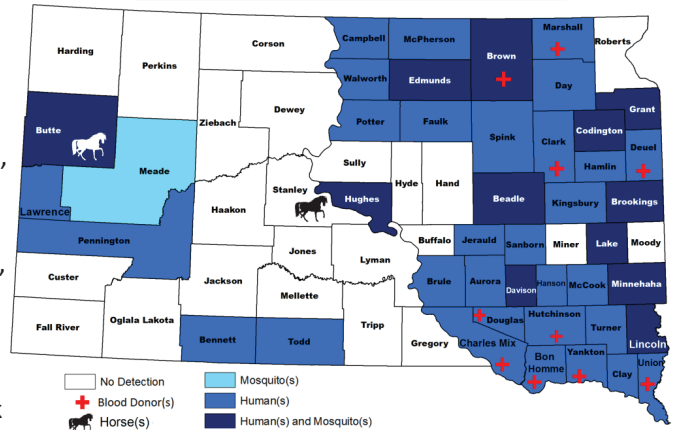 Harding
Perkins
Corson
Campbell
McPherson
Brown
Marshall
Roberts
Walworth
Edmunds
Day
Butte
Ziebach
Dewey
Potter
Faulk
Spink
Clark
Codington
Grant
Deuel
Hamlin
Meade
Sully
Hyde
Hand
Lawrence
Haakon
Stanley
Hughes
Beadle
Kingsbury
Brookings
Pennington
Jones
Lyman
Buffalo
Jerauld
Sanborn
Miner
Lake
Moody
Custer
Jackson
Mellette
Brule
Aurora
Davison
Hanson
McCook
Minnehaha
Fall River
Oglala Lakota
Bennett
Todd
Tripp
Gregory
Charles Mix
Douglas
Hutchinson
Turner
Lincoln
Bon
Homme
Yankton
Clay
Union
No Detection
Mosquito(s)
Blood Donor(s)
Human(s)
Horse(s)
Human(s) and Mosquito(s)